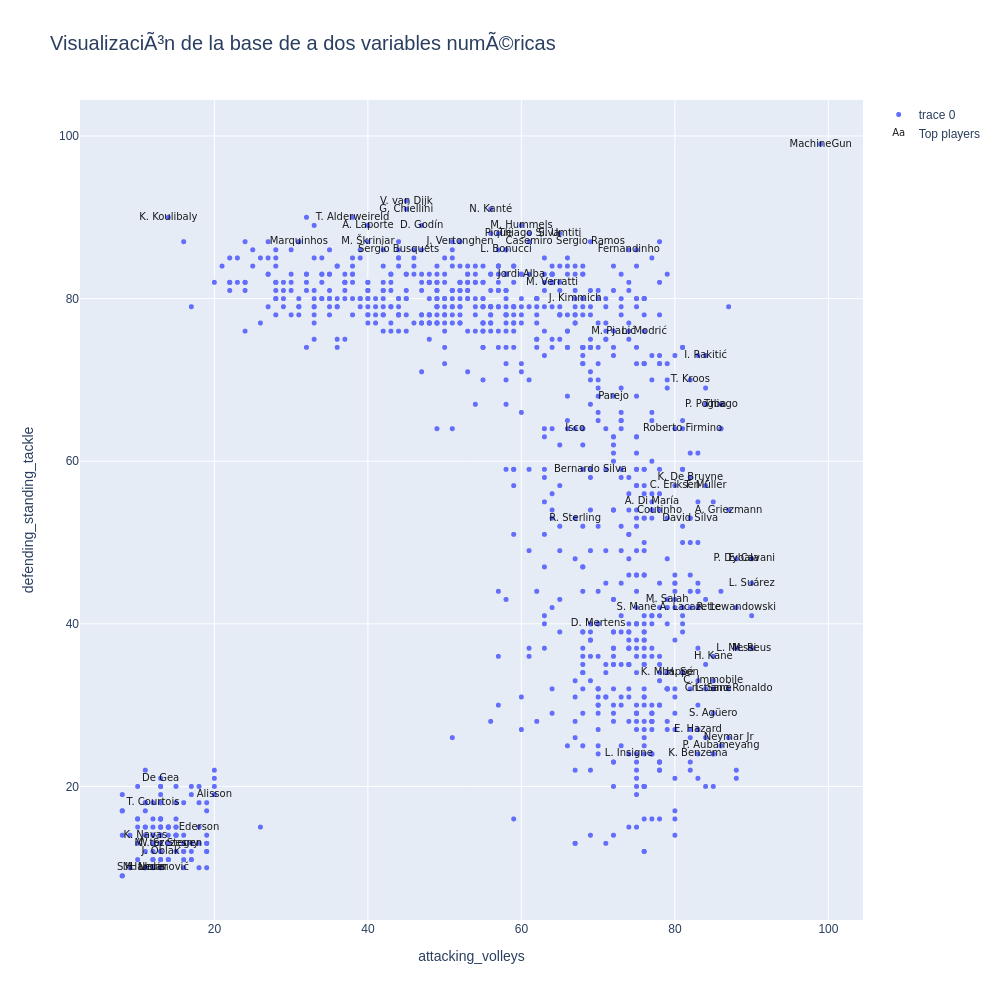 VisualizaciÃ³n de la base de a dos variables numÃ©ricas
trace 0
Aa Top players
100
MachineGun
V. van Dijk
G. Chiellini
N. Kanté
K. Koulibaly
T. Alderweireld
A. Laporte
D. Godín
M. Hummels
Marquinhos
M. Škriniar
J. Vertonghen
Casemiro
Sergio Ramos
Sergio Busquets
L. Bonucci
Fernandinho
Jordi Alba
M. Verratti
80
J. Kimmich
M. Pjanić
I. Rakitić
T. Kroos
Parejo
P. Pogba
Thiago
Isco
Roberto Firmino
60
Bernardo Silva
K. De Bruyne
C. Eriksen
T. Müller
Á. Di María
Coutinho
A. Griezmann
R. Sterling
David Silva
P. Dybala
E. Cavani
L. Suárez
M. Salah
S. Mané
A. Lacazette
R. Lewandowski
40
D. Mertens
L. Messi
M. Reus
H. Kane
K. Mbappé
H. Son
C. Immobile
L. Sané
Cristiano Ronaldo
S. Agüero
E. Hazard
Neymar Jr
P. Aubameyang
L. Insigne
K. Benzema
De Gea
20
Alisson
T. Courtois
Ederson
K. Navas
J. Oblak
defending_standing_tackle
20
40
60
80
100
attacking_volleys